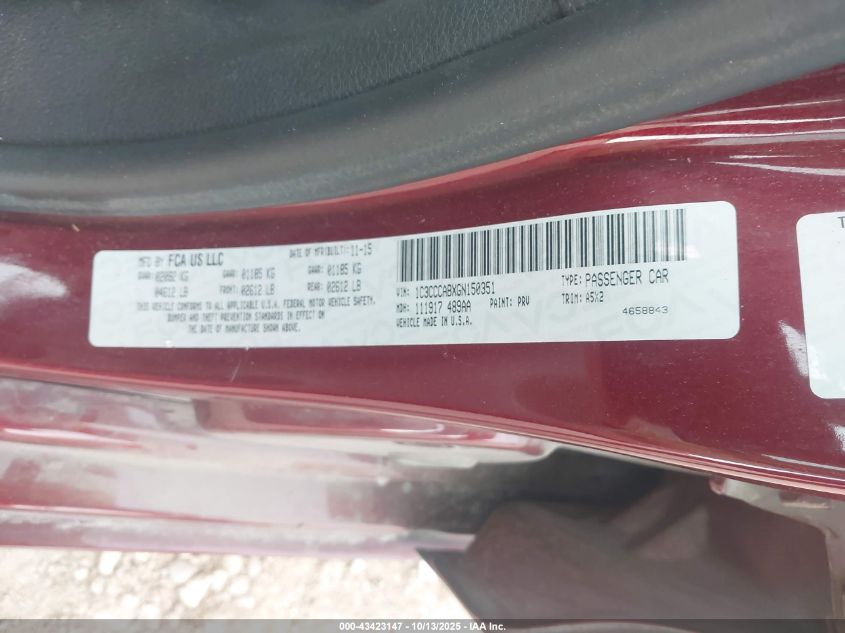 MFD BY FCA US LLC DATE OF MFR(BUILT): 11-15
GVWR: 02092 KG GAWR: 01185 KG GAWR: 01185 KG
04612 LB FRONT: 02612 LB REAR: 02612 LB
THIS VEHICLE CONFORMS TO ALL APPLICABLE U.S.A. FEDERAL MOTOR VEHICLE SAFETY,
BUMPER AND THEFT PREVENTION STANDARDS IN EFFECT ON
THE DATE OF MANUFACTURE SHOWN ABOVE.
VIN: 1C3CCCABXGN150351 TYPE: PASSENGER CAR
MDH: 111917 489AA PAINT: PRV TRIM: A5X2
VEHICLE MADE IN U.S.A. 4658843
T
000-43423147 - 10/13/2025 - © IAA Inc.